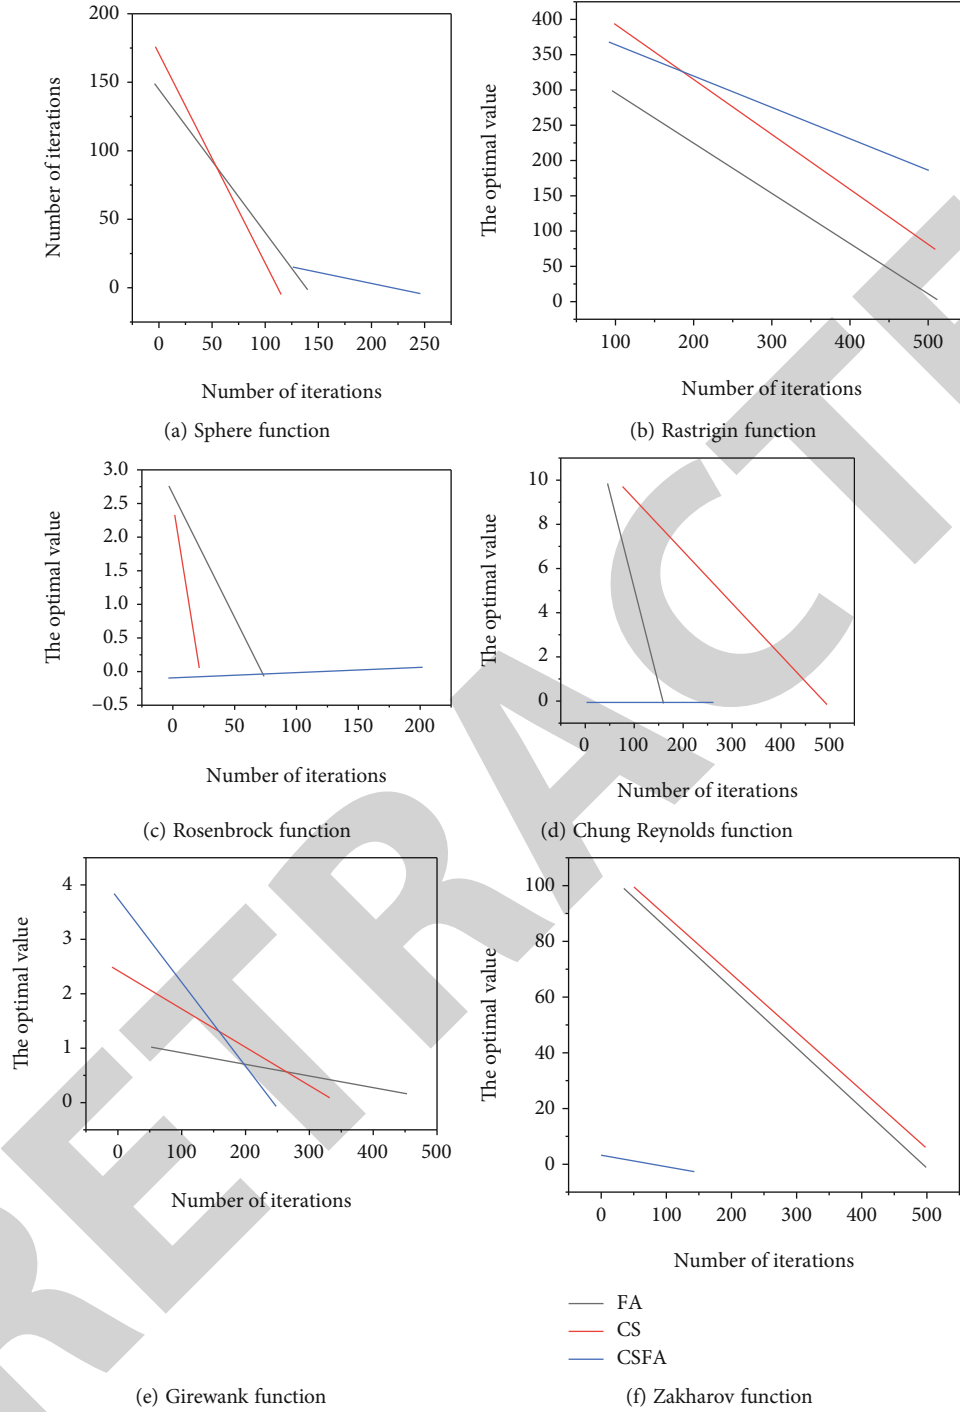 200
150
100
50
0
Number of iterions
0 50 100 150 200 250
Number of iterations
(a) Sphere function
400
350
300
250
200
150
100
50
0
The optimal value
100 200 300 400 500
Number of iterations
(b) Rastrigin function
3.0
2.5
2.0
1.5
1.0
0.5
0.0
−0.5
The optimal value
0 50 100 150 200
Number of iterations
(c) Rosenbrock function
10
8
6
4
2
0
The optimal value
0 100 200 300 400 500
Number of iterations
(d) Chung Reynolds function
4
3
2
1
0
The optimal value
0 100 200 300 400 500
Number of iterations
(e) Girewank function
100
80
60
40
20
0
The optimal value
0 100 200 300 400 500
Number of iterations
FA
CS
CSFA
(f) Zakharov function
RETRACTE